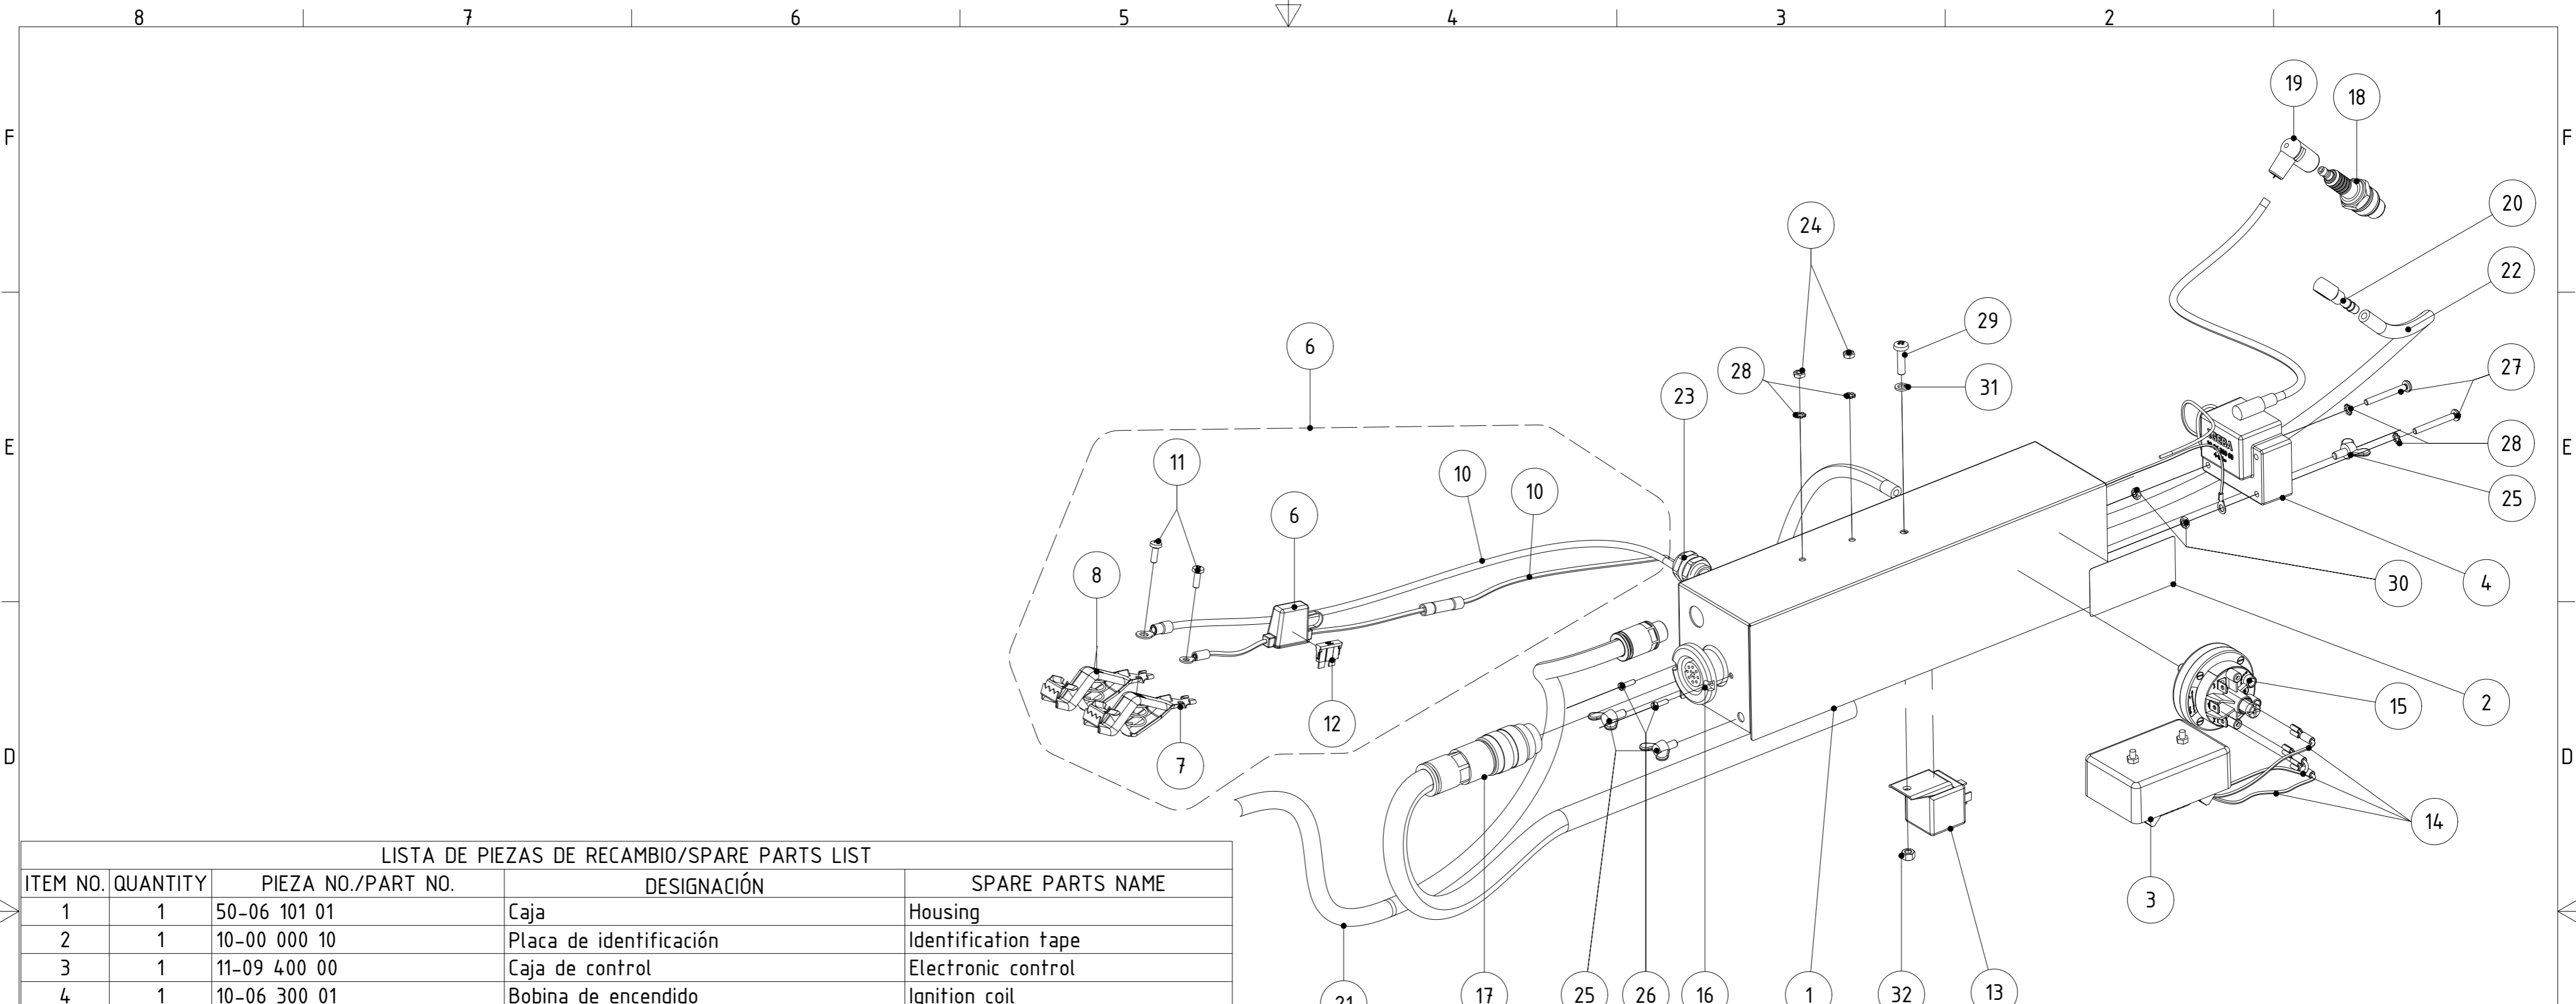 8 7 6 5 4 3 2 1
19 18
F F
20
24
22
29
6
27
28 31
23
E 11 28 E
10
10 25
6
8
30 4
15 2
12
7
D D
14
3
LISTA DE PIEZAS DE RECAMBIO/SPARE PARTS LIST
ITEM NO. QUANTITY PIEZA NO./PART NO. DESIGNACIÓN SPARE PARTS NAME
1 1 50-06 101 01 Caja Housing
2 1 10-00 000 10 Placa de identificación Identification tape
3 1 11-09 400 00 Caja de control Electronic control
4 1 10-06 300 01 Bobina de encendido Ignition coil
21 17 25 26 16 1 32 13